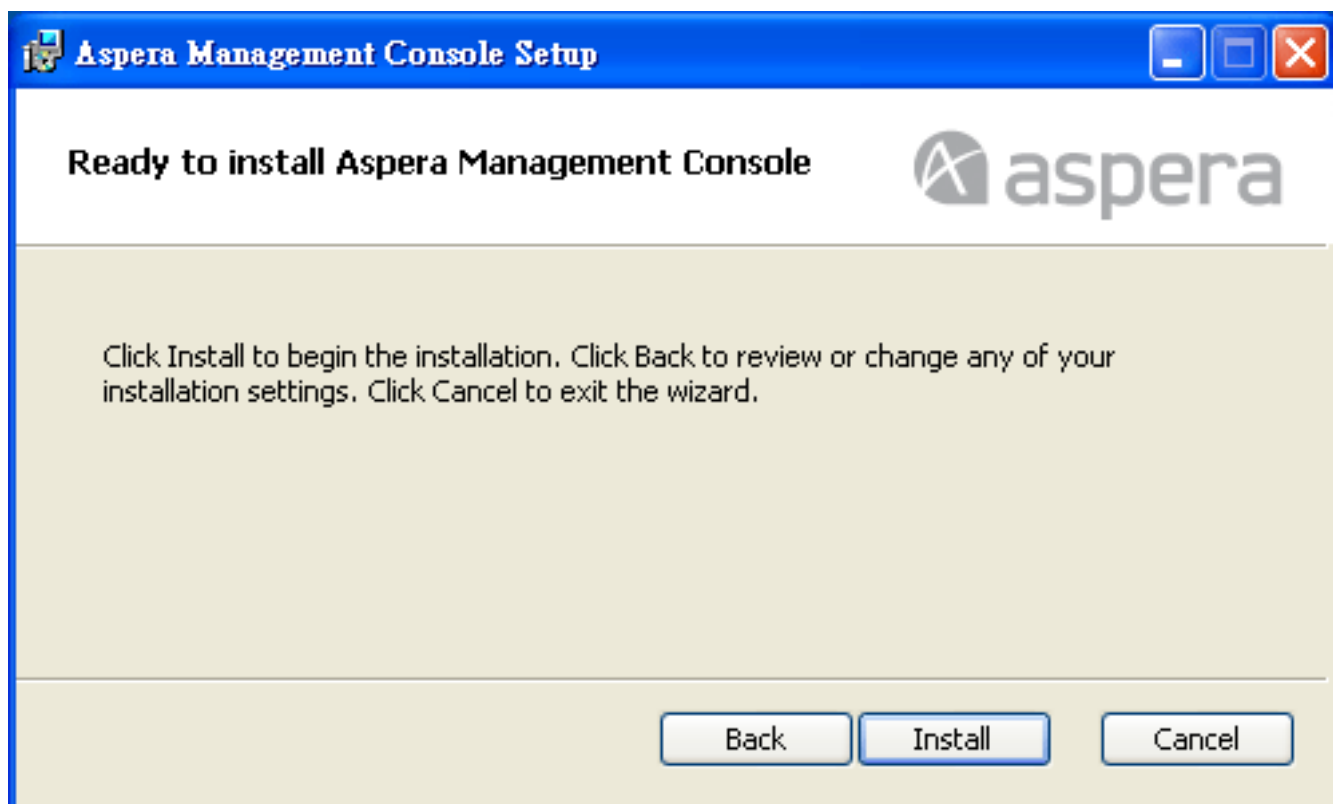 Aspera Management Console Setup
Ready to install Aspera Management Console
aspera
Click Install to begin the installation. Click Back to review or change any of your
installation settings. Click Cancel to exit the wizard.
Back
Install
Cancel